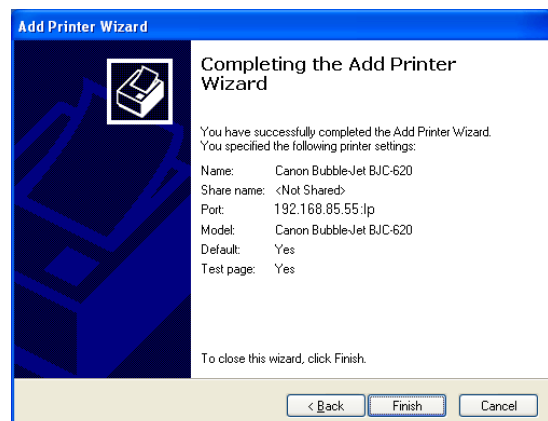 Add Printer Wizard
Completing the Add Printer
Wizard
You have successfully completed the Add Printer Wizard.
You specified the following printer settings:
Name: Canon Bubble-Jet BJC-620
Share name: <Not Shared>
Port: 192.168.85.55:lp
Model: Canon Bubble-Jet BJC-620
Default: Yes
Test page: Yes
To close this wizard, click Finish.
< Back Finish Cancel